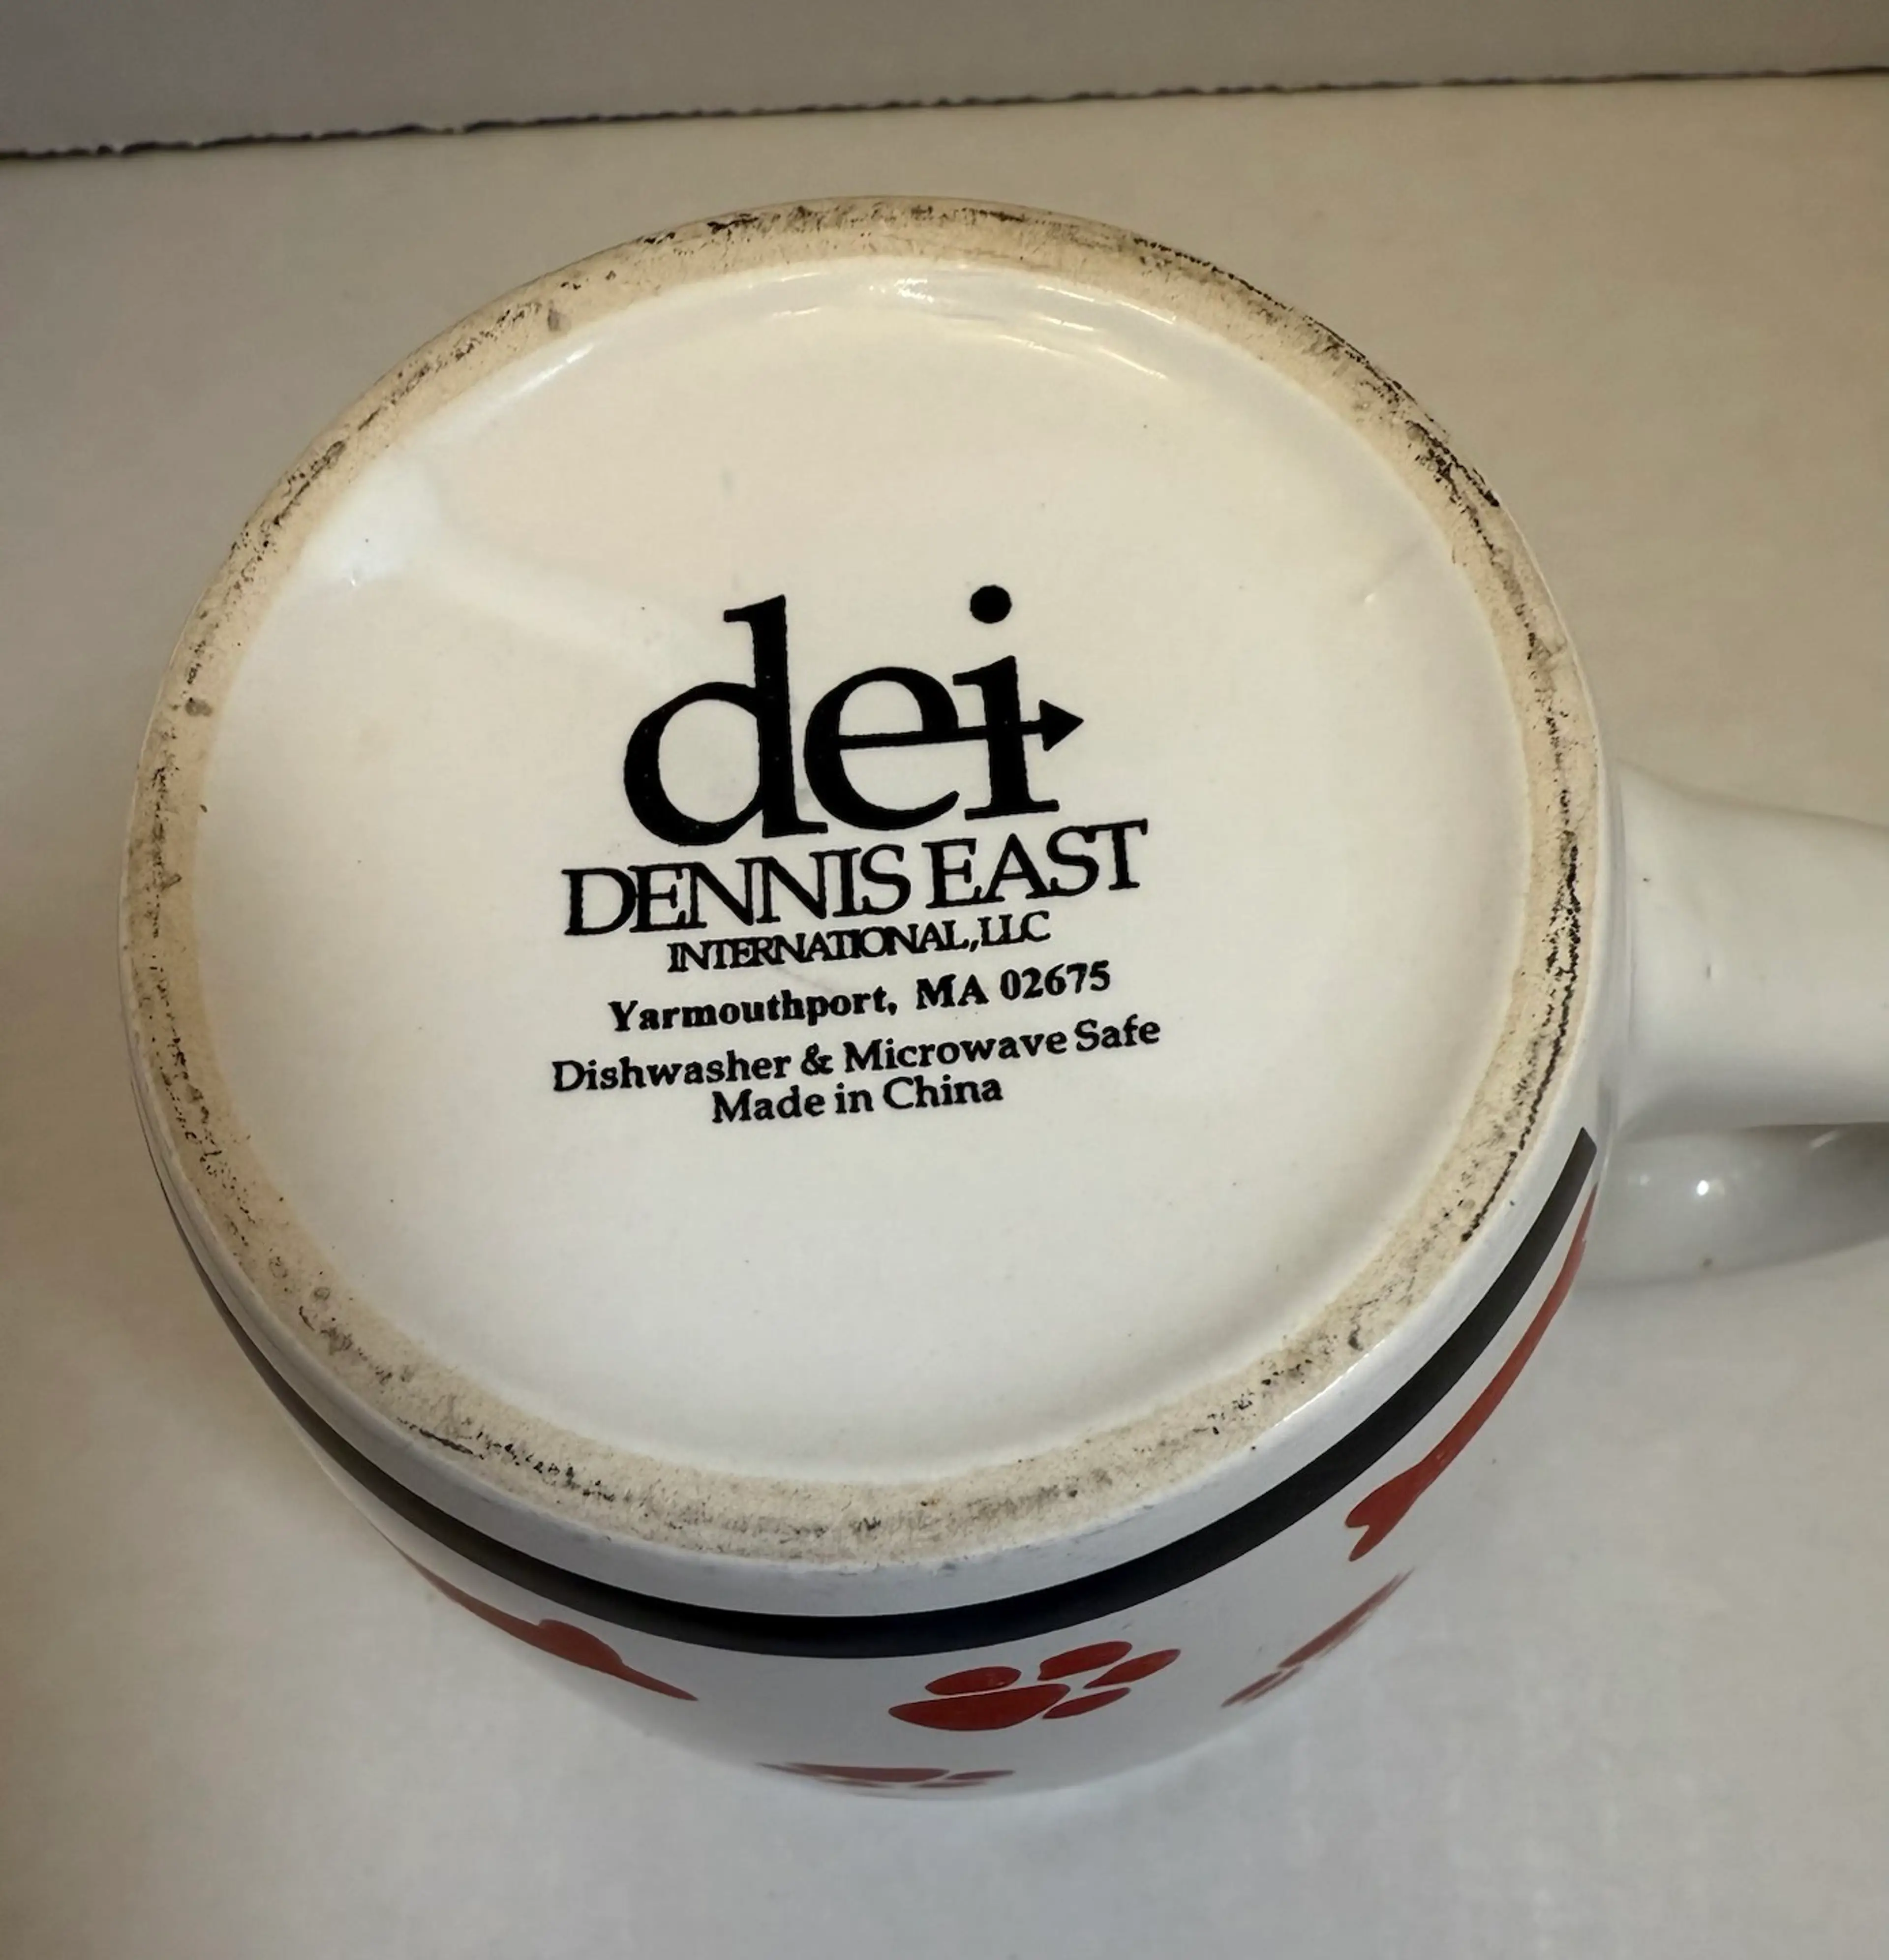 dei
DENNIS EAST
INTERNATIONAL, LLC
Yarmouthport, MA 02675
Dishwasher & Microwave Safe
Made in China